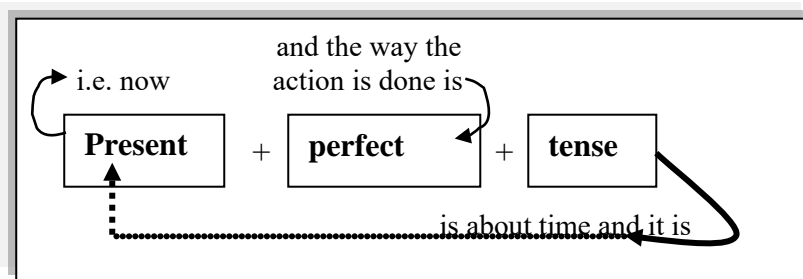 and the way the
i.e. now action is done is
Present + perfect + tense
is about time and it is